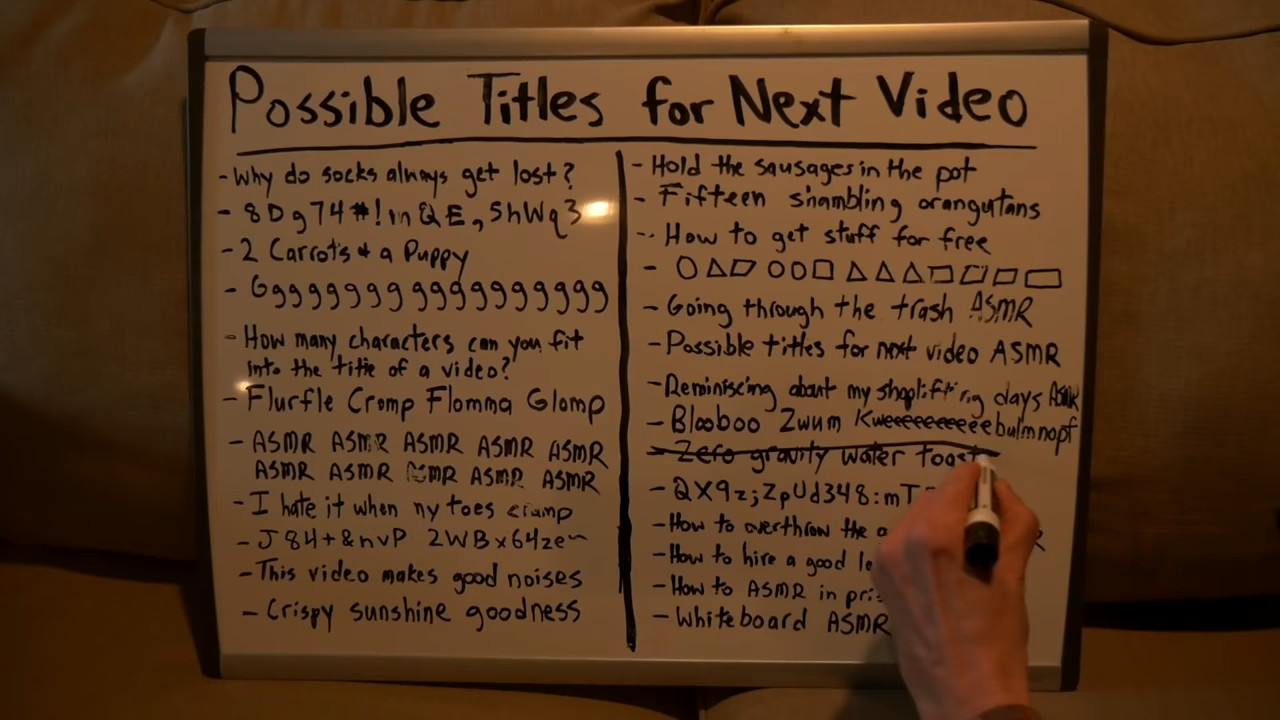 Possible Titles for Next Video
- Why do socks always get lost?
- 8Dg74#!inQE,ShWq3
- 2 Carrots & a Puppy
- Ggggggggggggggggggg
- How many characters can you fit
into the title of a video?
- Flurfle Cromp Flomma Glomp
- ASMR ASMR ASMR ASMR ASMR
ASMR ASMR ASMR ASMR ASMR
- I hate it when my toes cramp
- J84+&nvP 2WBx64ze~
- This video makes good noises
- Crispy sunshine goodness
- Hold the sausages in the pot
- Fifteen shambling orangutans
- How to get stuff for free
- Going through the trash ASMR
- Possible titles for next video ASMR
- Reminiscing about my shoplifting days ASMR
- Blooboo Zwum Kweeeeeeeeee bulmnopf
- Zero gravity water toast
- QX9z;ZpUd348:mT
- How to overthrow the
- How to hire a good
- How to ASMR in
- Whiteboard ASMR